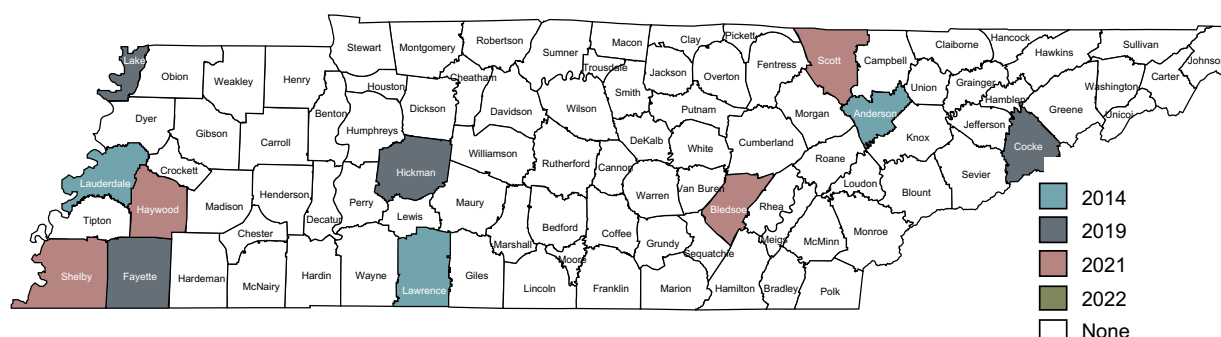 Stewart
Montgomery
Robertson
Sumner
Macon
Clay
Pickett
Scott
Campbell
Claiborne
Hancock
Hawkins
Sullivan
Johnson
Lake
Obion
Weakley
Henry
Houston
Cheatham
Trousdale
Jackson
Overton
Fentress
Union
Grainger
Hamblen
Washington
Carter
Dickson
Davidson
Wilson
Smith
Putnam
Morgan
Anderson
Greene
Unicoi
Dyer
Gibson
Carroll
Benton
Humphreys
DeKalb
White
Cumberland
Knox
Jefferson
Cocke
Crockett
Hickman
Williamson
Rutherford
Cannon
Roane
Sevier
Lauderdale
Henderson
Perry
Warren
Van Buren
Loudon
Blount
Tipton
Haywood
Madison
Decatur
Lewis
Maury
Bedford
Coffee
Bledsoe
Rhea
Monroe
Chester
Marshall
Moore
Grundy
Sequatchie
Meigs
McMinn
Shelby
Fayette
Hardeman
McNairy
Hardin
Wayne
Lawrence
Giles
Lincoln
Franklin
Marion
Hamilton
Bradley
Polk
2014
2019
2021
2022
None